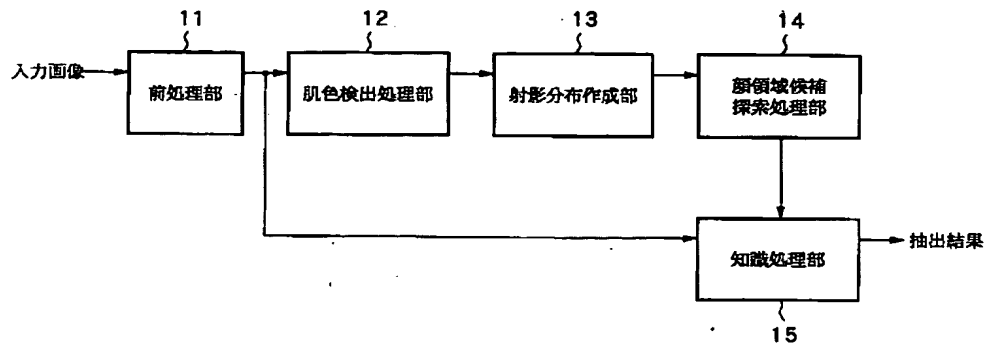 11
12
13
14
入力画像
前処理部
肌色検出処理部
射影分布作成部
顔領域候補
探索処理部
知識処理部
抽出結果
15